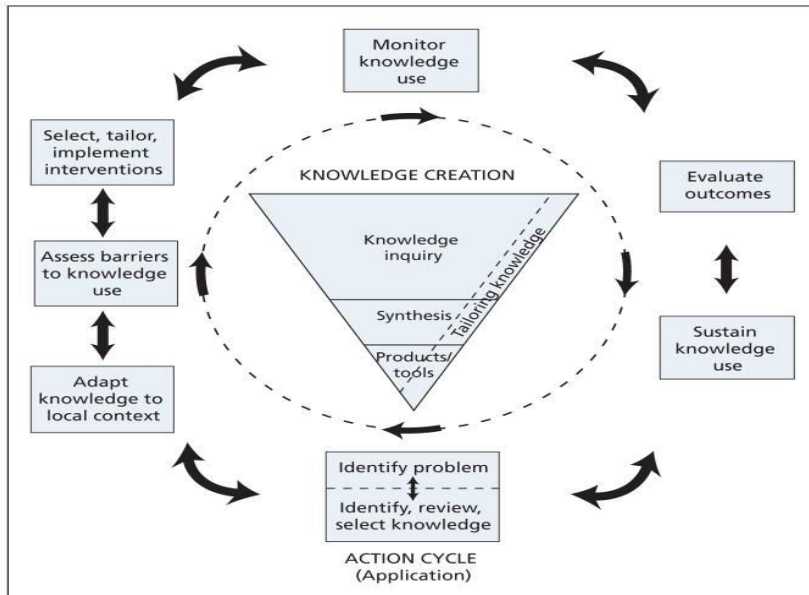 Monitor
knowledge
use
Select, tailor,
implement
interventions
Evaluate
outcomes
KNOWLEDGE CREATION
Knowledge
inquiry
Tailoring knowledge
Assess barriers
to knowledge
use
Synthesis
Products/
tools
Sustain
knowledge
use
Adapt
knowledge to
local context
Identify problem
Identify, review,
select knowledge
ACTION CYCLE
(Application)